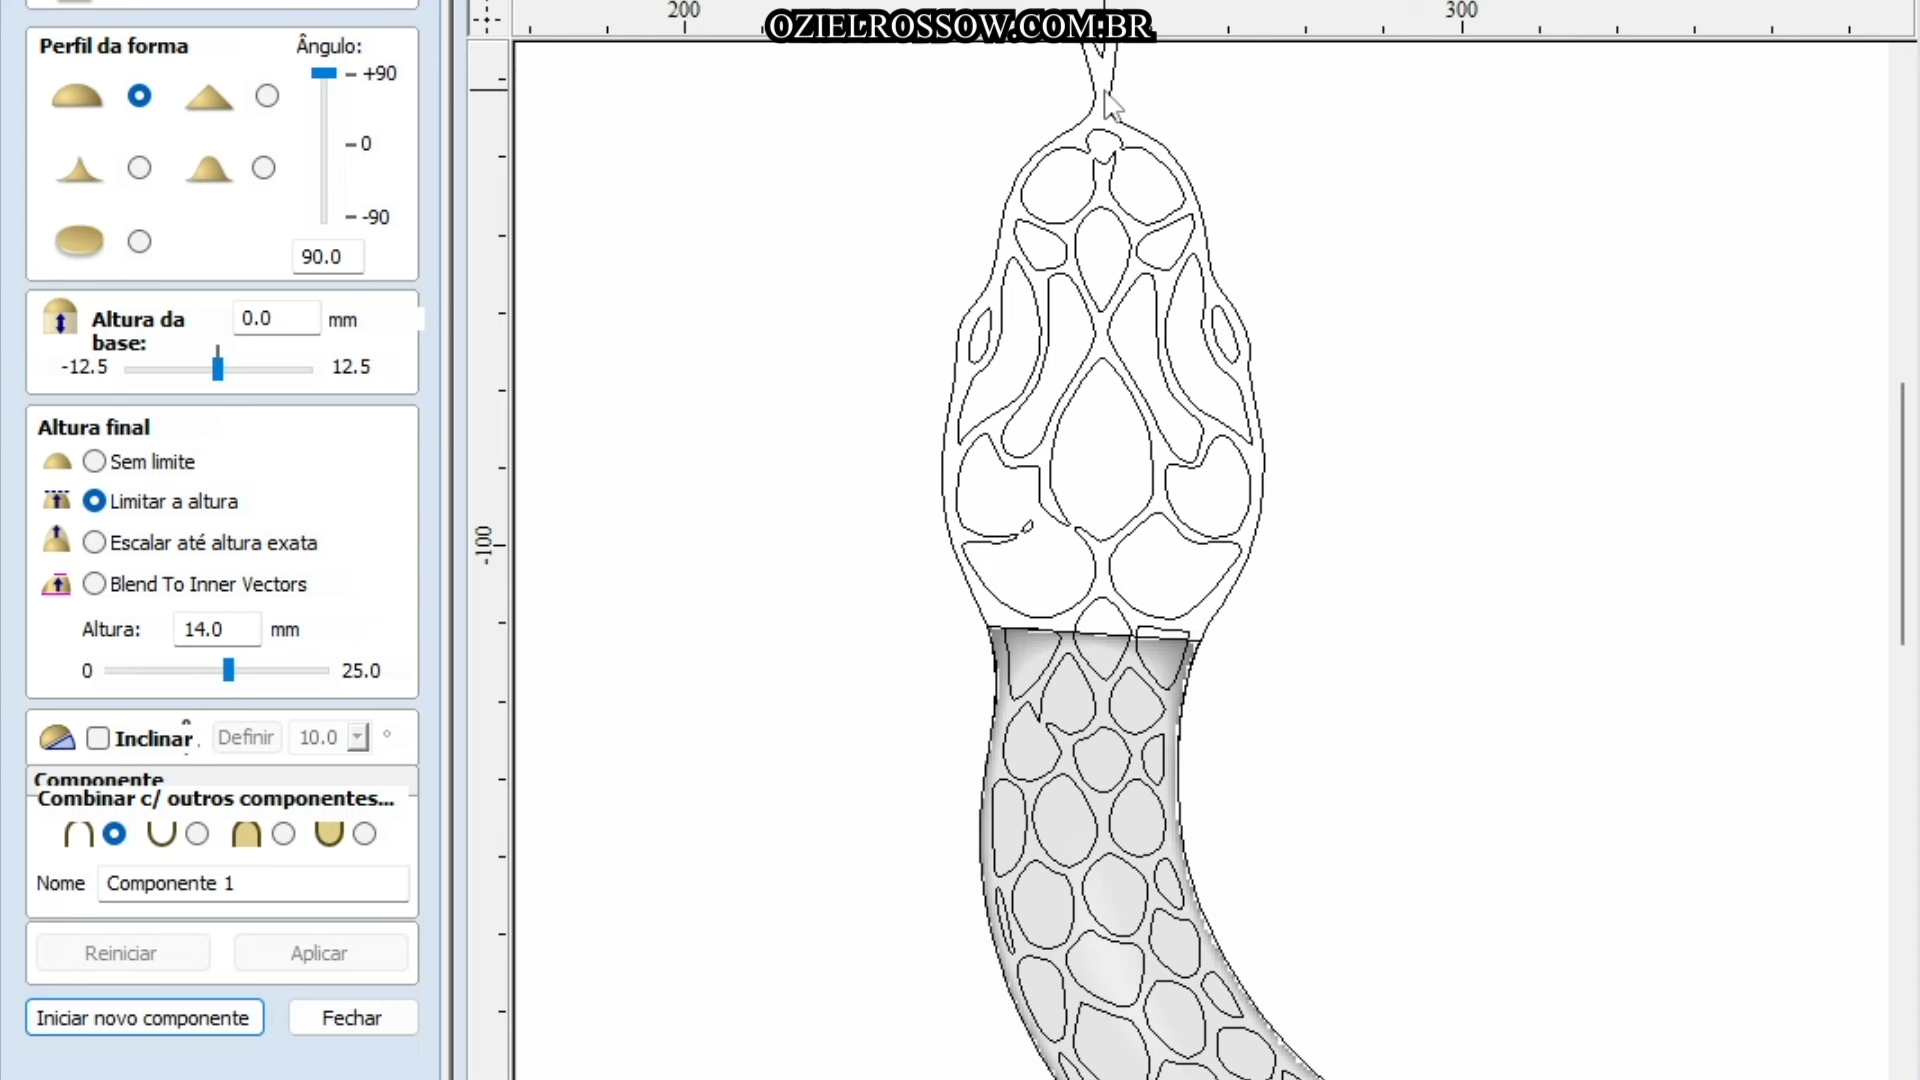 200
300
OZIELROSSOW.COM.BR
Perfil da forma
Ângulo:
+90
0
-90
90.0
Altura da
base:
0.0
mm
-12.5
12.5
Altura final
Sem limite
Limitar a altura
Escalar até altura exata
Blend To Inner Vectors
Altura:
14.0
mm
0
25.0
Inclinar
Definir
10.0
°
Componente
Combinar c/ outros componentes...
Nome
Componente 1
Reiniciar
Aplicar
Iniciar novo componente
Fechar
-100